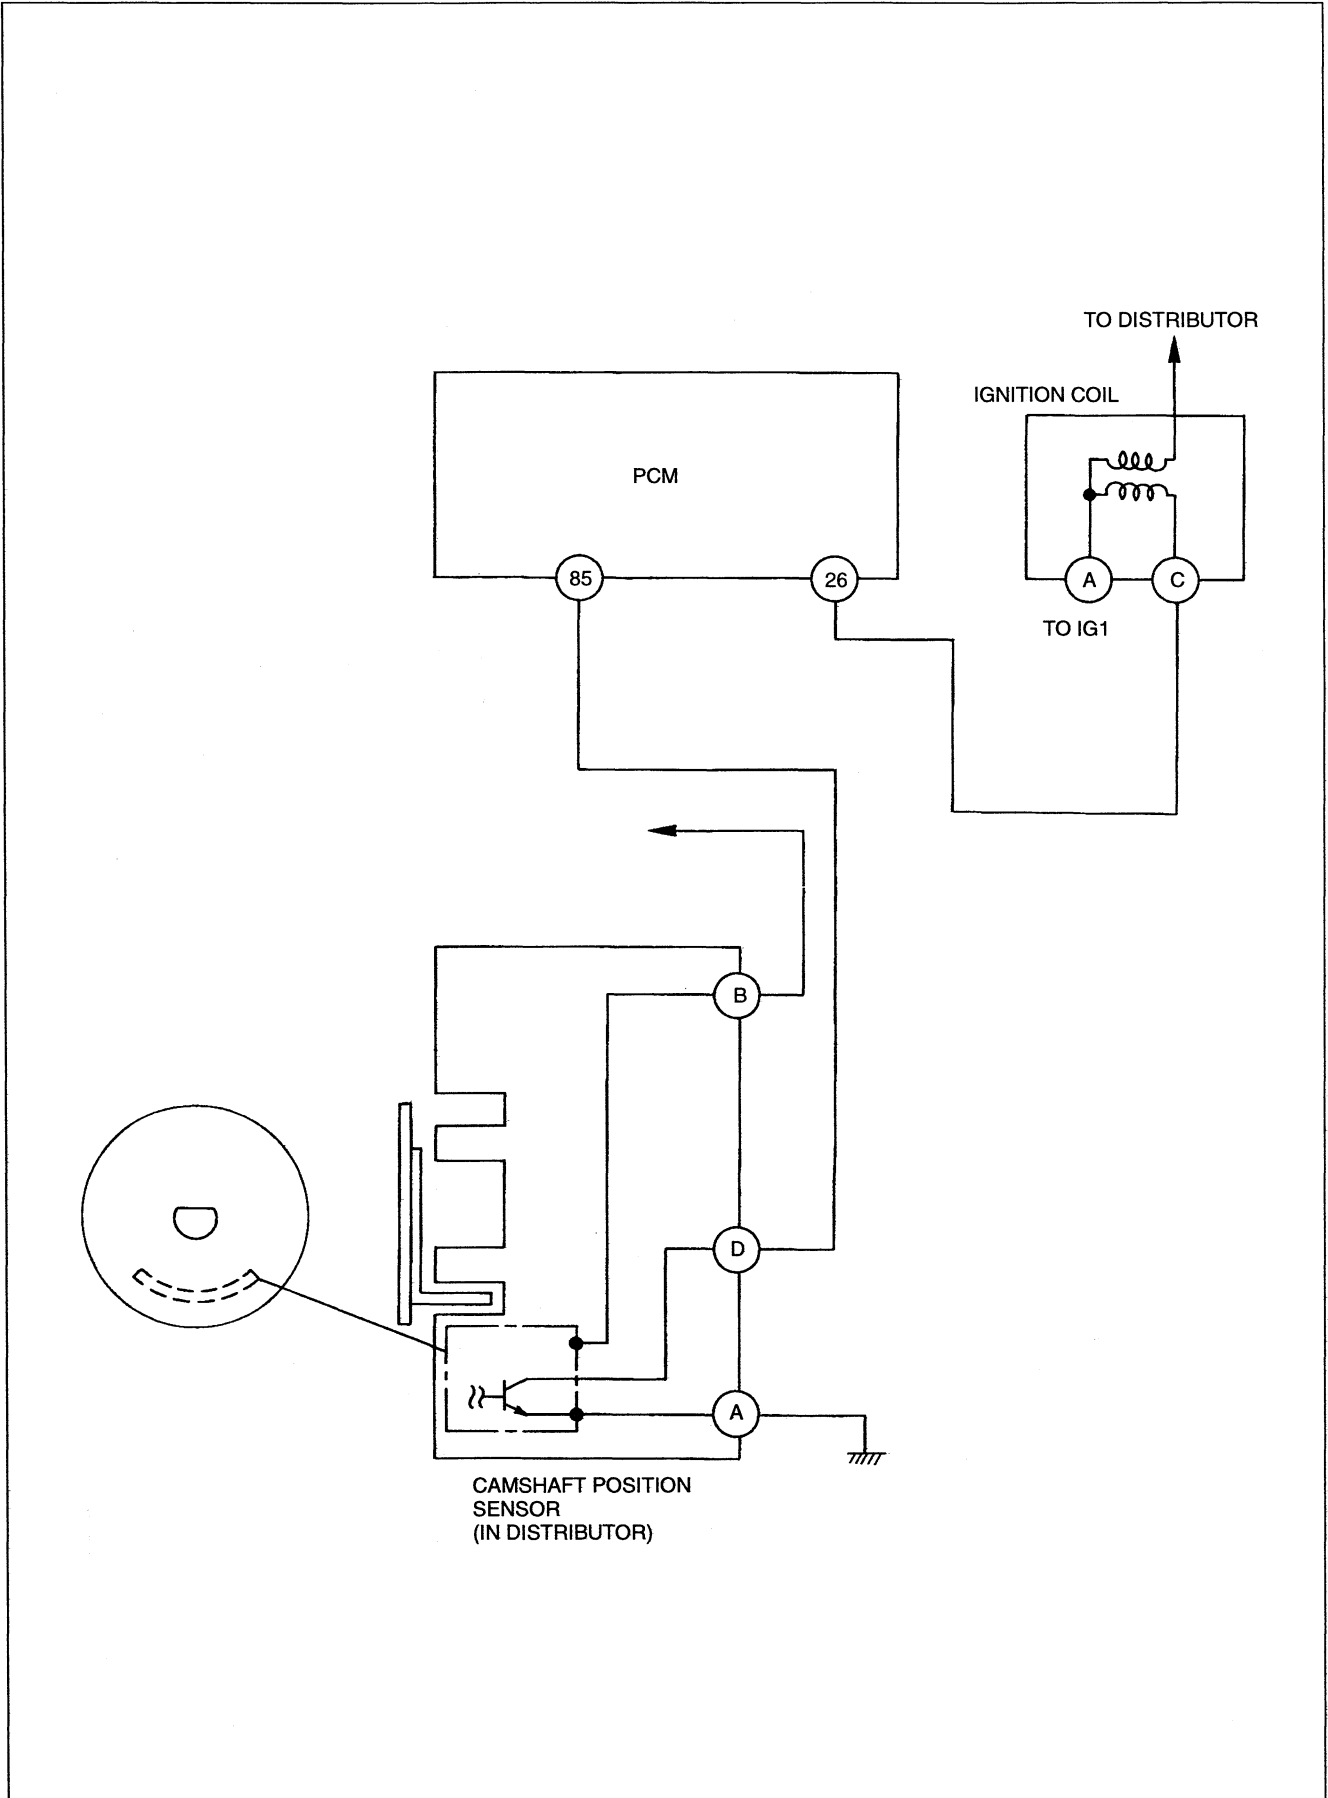 TO DISTRIBUTOR
IGNITION COIL
PCM
85
26
A
C
TO IG1
B
D
A
CAMSHAFT POSITION
SENSOR
(IN DISTRIBUTOR)